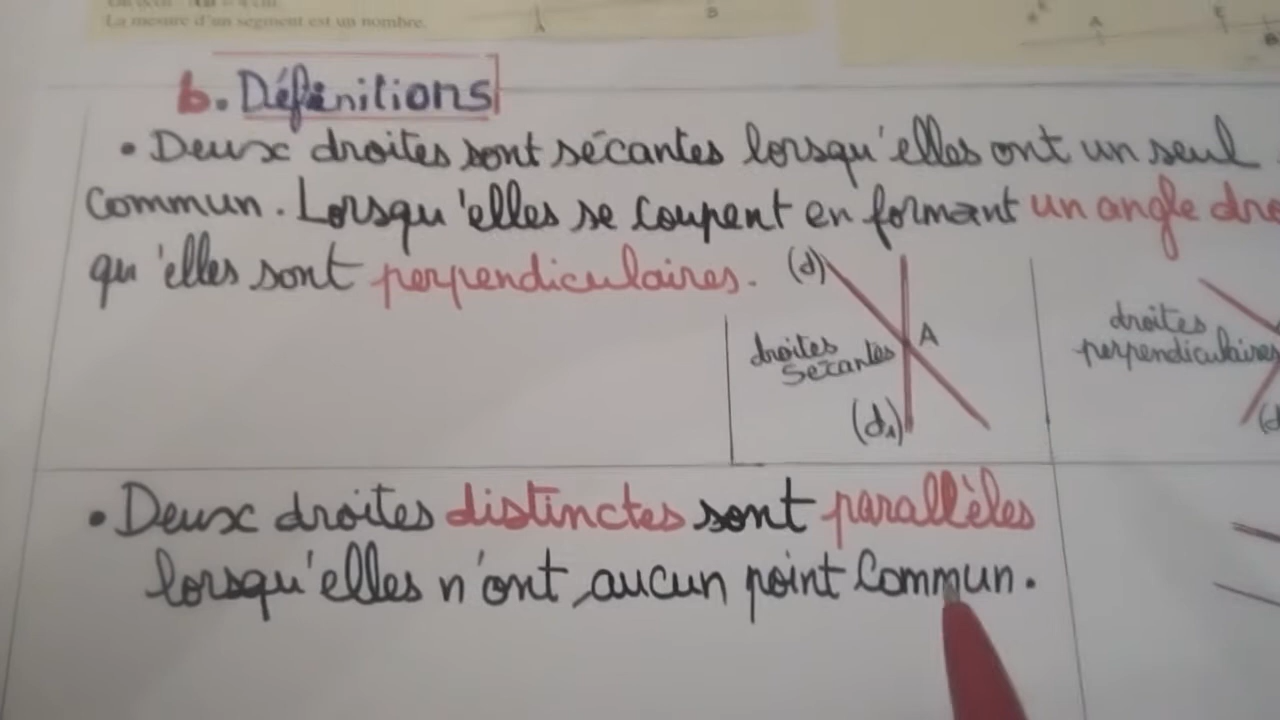 La mesure d'un segment est un nombre.
B
A
E
B
b. Définitions
• Deux droites sont sécantes lorsqu'elles ont un seul
commun. Lorsqu'elles se coupent en formant un angle dro
qu'elles sont perpendiculaires.
(d)
A
droites
sécantes
(d₁)
droites
perpendiculaires
(d
• Deux droites distinctes sont parallèles
lorsqu'elles n'ont aucun point commun.